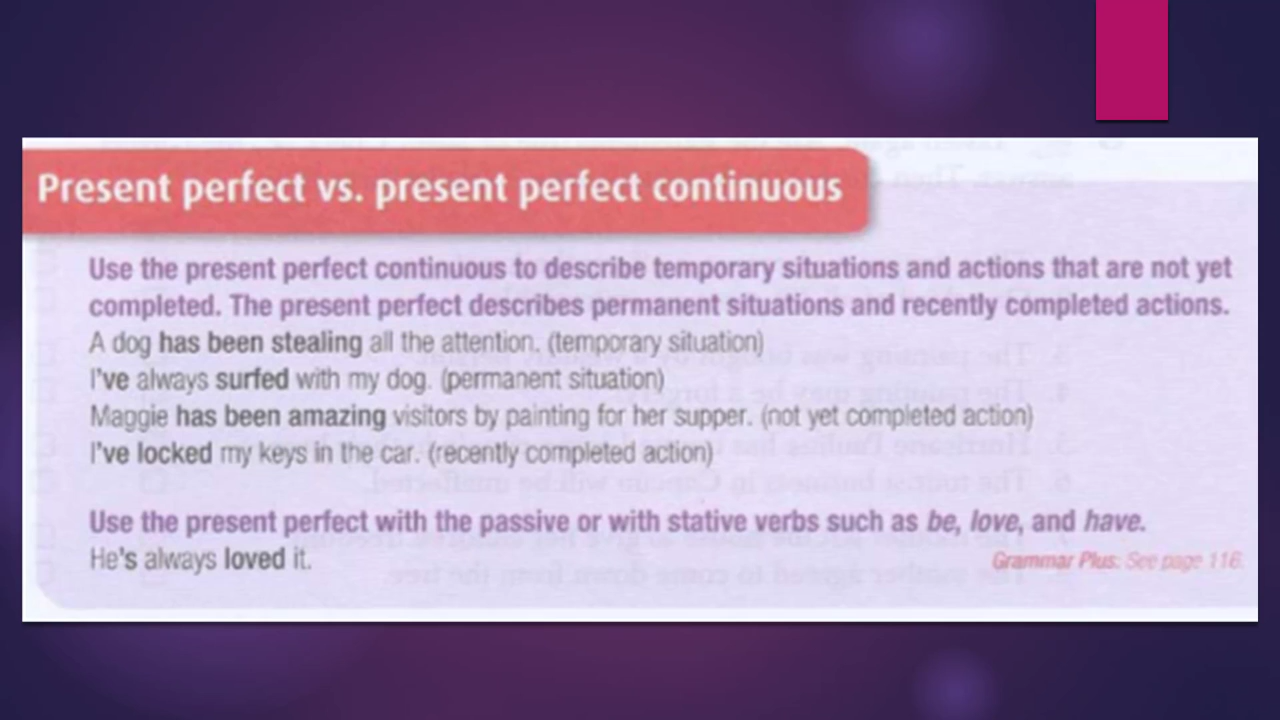 Present perfect vs. present perfect continuous
Use the present perfect continuous to describe temporary situations and actions that are not yet
completed. The present perfect describes permanent situations and recently completed actions.
A dog has been stealing all the attention. (temporary situation)
I've always surfed with my dog. (permanent situation)
Maggie has been amazing visitors by painting for her supper. (not yet completed action)
I've locked my keys in the car. (recently completed action)
Use the present perfect with the passive or with stative verbs such as be, love, and have.
He's always loved it.
Grammar Plus: See page 116.